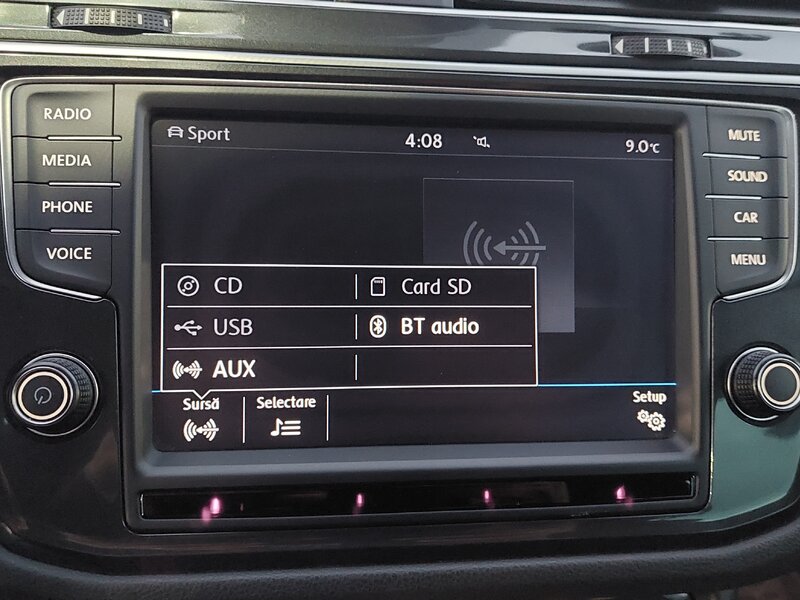 RADIO
MEDIA
PHONE
VOICE
Sport
4:08
9.0°C
CD
Card SD
USB
BT audio
AUX
Sursă
Selectare
Setup
MUTE
SOUND
CAR
MENU